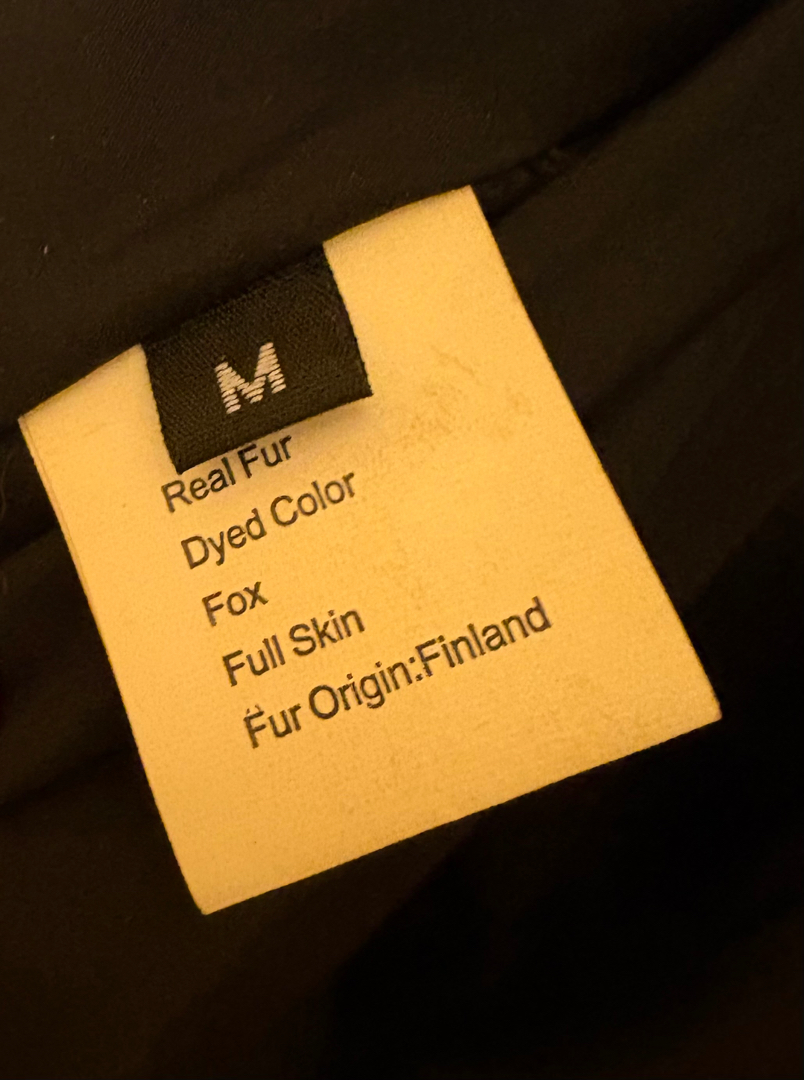 M
Real Fur
Dyed Color
Fox
Full Skin
Fur Origin:Finland